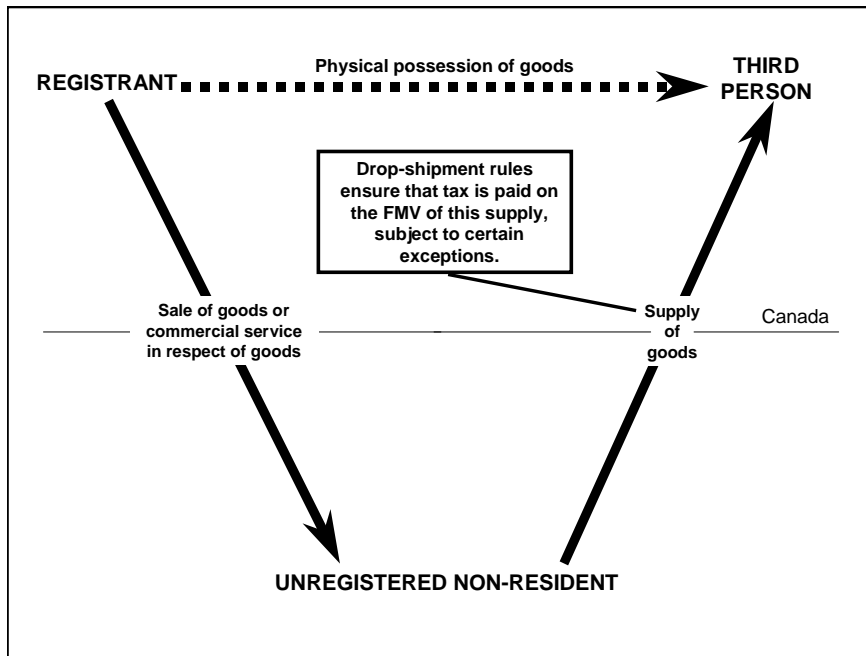 REGISTRANT
Physical possession of goods
THIRD
PERSON
Drop-shipment rules
ensure that tax is paid on
the FMV of this supply,
subject to certain
exceptions.
Sale of goods or
commercial service
in respect of goods
Supply
of
goods
Canada
UNREGISTERED NON-RESIDENT